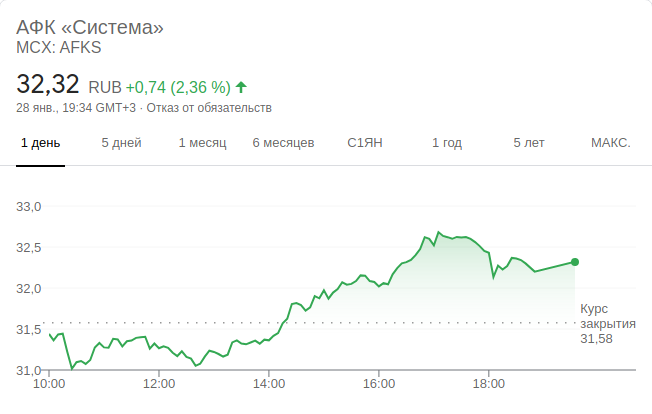 АФК «Система»
MCX: AFKS
32,32 RUB +0,74 (2,36 %)
28 янв., 19:34 GMT+3 · Отказ от обязательств
1 день 5 дней 1 месяц 6 месяцев С1ЯН 1 год 5 лет МАКС.
33,0
32,5
32,0
31,5
31,0
Курс
закрытия
31,58
10:00 12:00 14:00 16:00 18:00